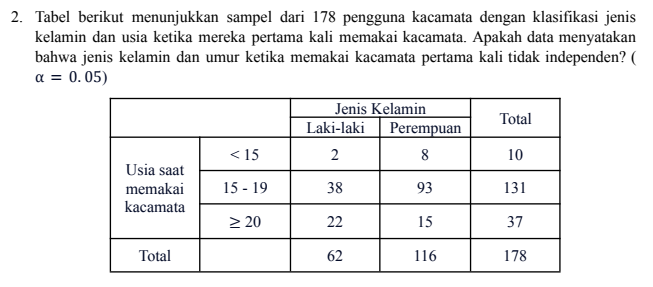 2. Tabel berikut menunjukkan sampel dari 178 pengguna kacamata dengan klasifikasi jenis
kelamin dan usia ketika mereka pertama kali memakai kacamata. Apakah data menyatakan
bahwa jenis kelamin dan umur ketika memakai kacamata pertama kali tidak independen? (
α = 0.05)
Jenis Kelamin Total
Laki-laki Perempuan
Usia saat memakai kacamata
< 15 2 8 10
15 - 19 38 93 131
≥ 20 22 15 37
Total 62 116 178